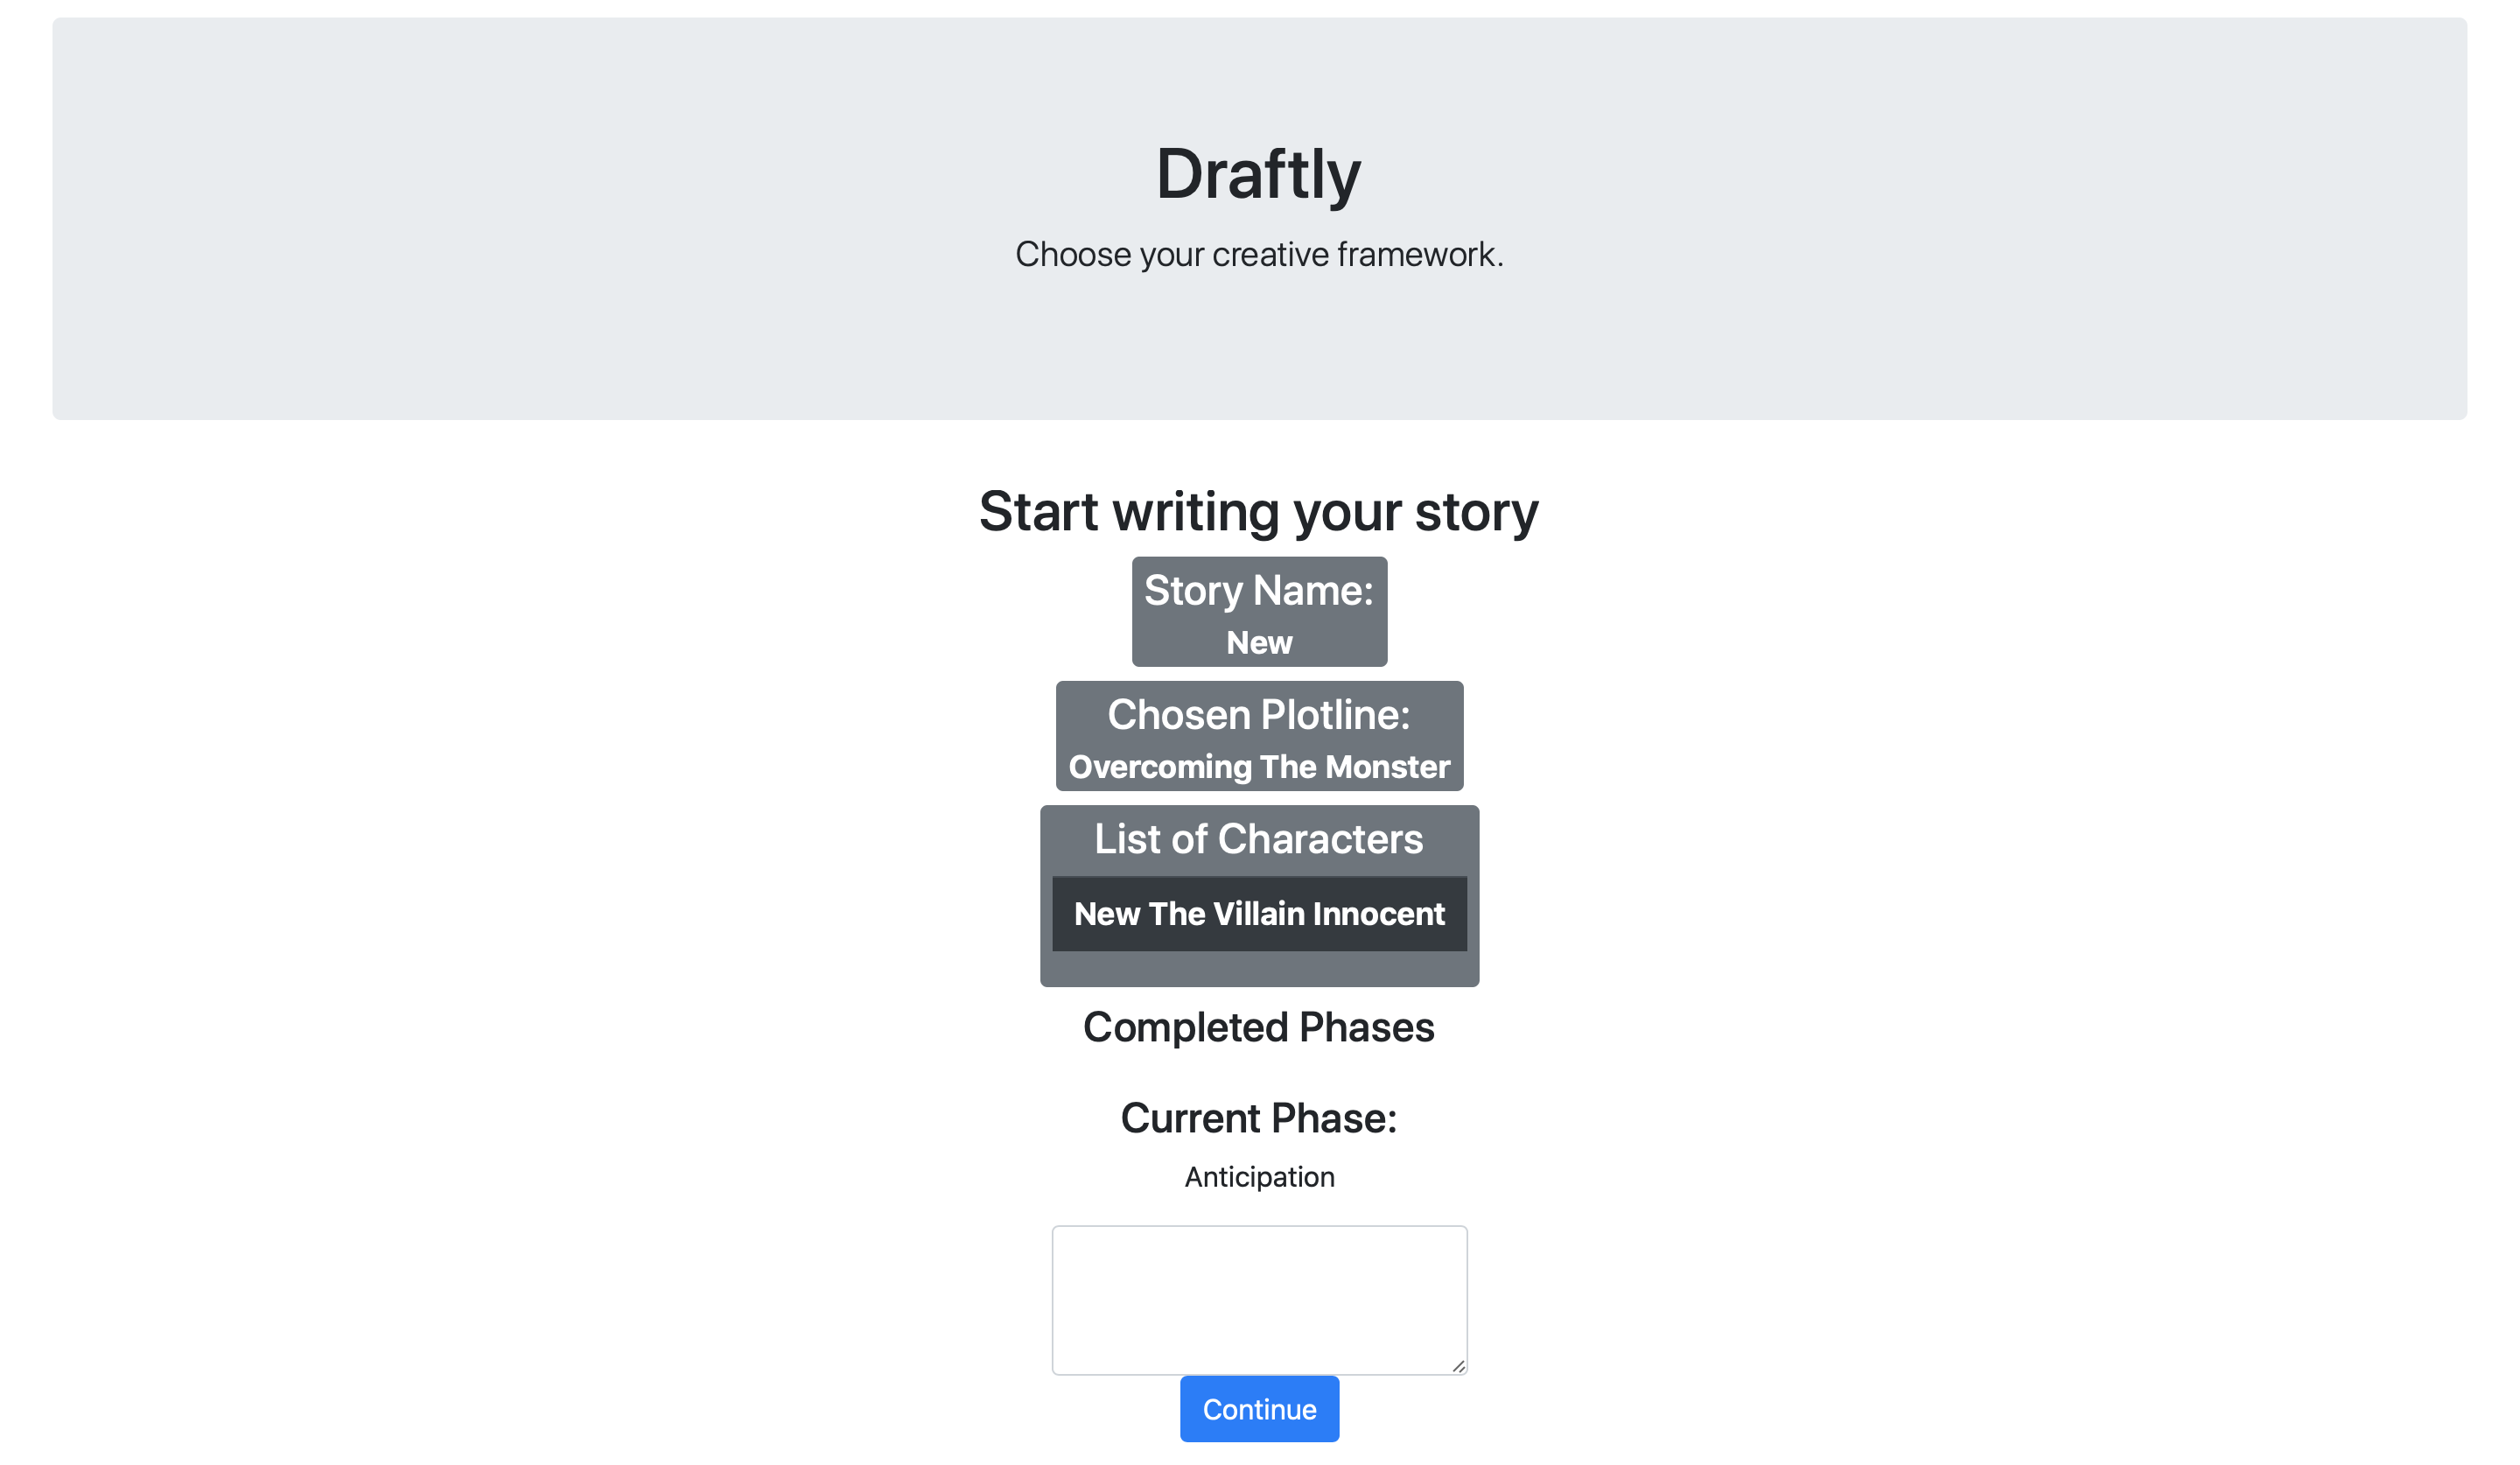 Draftly
Choose your creative framework.
Start writing your story
Story Name:
New
Chosen Plotline:
Overcoming The Monster
List of Characters
New The Villain Innocent
Completed Phases
Current Phase:
Anticipation
Continue